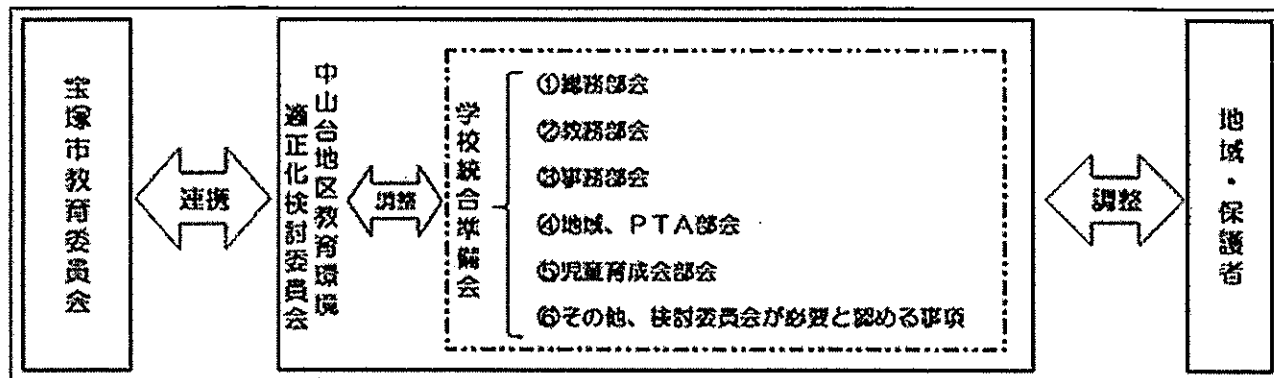 宝塚市教育委員会
連携
中山台地区教育環境
適正化検討委員会
調整
学校統合準備会
①総務部会
②教務部会
③事務部会
④地域、PTA部会
⑤児童育成会部会
⑥その他、検討委員会が必要と認める事項
調整
地域・保護者